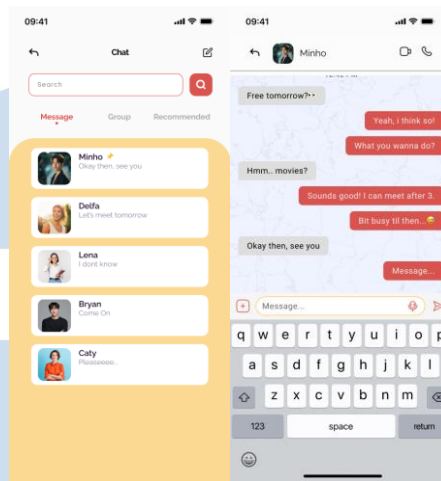 09:41
Chat
Search
Message
Group
Recommended
Minho
Okay then, see you
Delfa
Let's meet tomorrow
Lena
I dont know
Bryan
Come On
Caty
Pleaseeee..
09:41
Minho
Free tomorrow?••
Yeah, i think so!
What you wanna do?
Hmm.. movies?
Sounds good! I can meet after 3.
Bit busy til then...
Okay then, see you
Message...
Message...
q w e r t y u i o p
a s d f g h j k l
z x c v b n m
123 space return